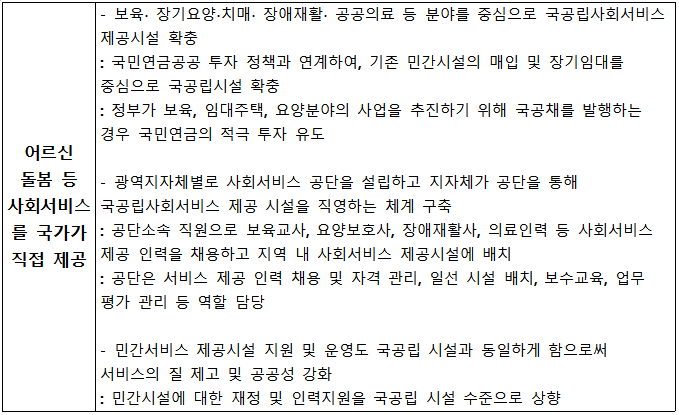 어르신
돌봄 등
사회서비스
를 국가가
직접 제공
- 보육· 장기요양·치매· 장애재활· 공공의료 등 분야를 중심으로 국공립사회서비스
제공시설 확충
: 국민연금공공 투자 정책과 연계하여, 기존 민간시설의 매입 및 장기임대를
중심으로 국공립시설 확충
: 정부가 보육, 임대주택, 요양분야의 사업을 추진하기 위해 국공채를 발행하는
경우 국민연금의 적극 투자 유도
- 광역지자체별로 사회서비스 공단을 설립하고 지자체가 공단을 통해
국공립사회서비스 제공 시설을 직영하는 체계 구축
: 공단소속 직원으로 보육교사, 요양보호사, 장애재활사, 의료인력 등 사회서비스
제공 인력을 채용하고 지역 내 사회서비스 제공시설에 배치
: 공단은 서비스 제공 인력 채용 및 자격 관리, 일선 시설 배치, 보수교육, 업무
평가 관리 등 역할 담당
- 민간서비스 제공시설 지원 및 운영도 국공립 시설과 동일하게 함으로써
서비스의 질 제고 및 공공성 강화
: 민간시설에 대한 재정 및 인력지원을 국공립 시설 수준으로 상향